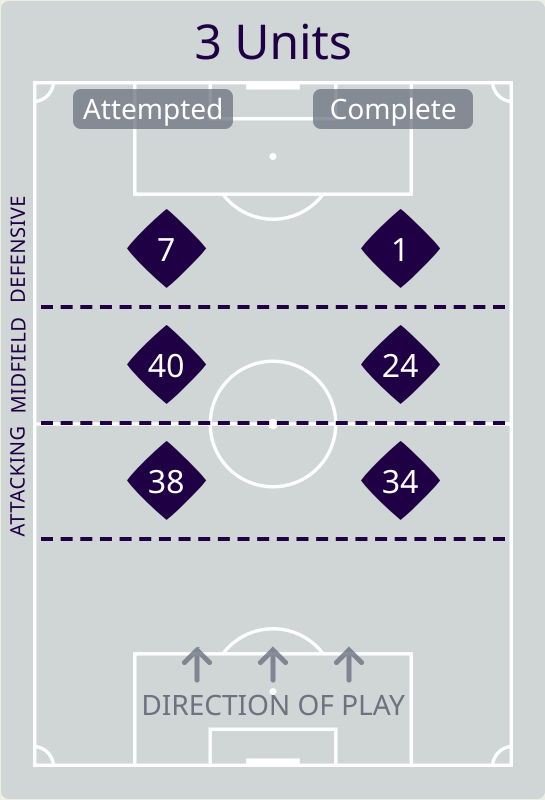 3 Units
Attempted Complete
DEFENSIVE
7 1
MIDFIELD
40 24
ATTACKING
38 34
DIRECTION OF PLAY